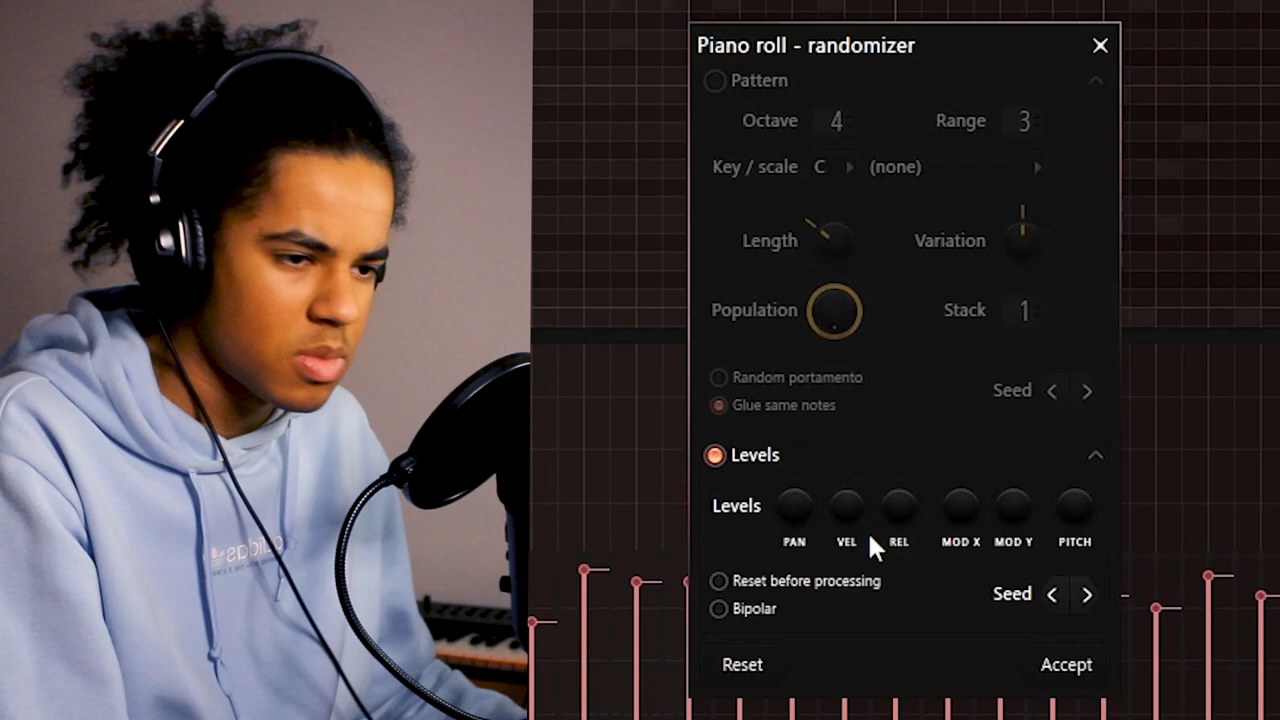 Piano roll - randomizer
Pattern
Octave 4 Range 3
Key / scale C (none)
Length Variation
Population Stack 1
Random portamento
Glue same notes
Seed
Levels
Levels
PAN VEL REL MOD X MOD Y PITCH
Reset before processing
Bipolar
Seed
Reset Accept
adidas